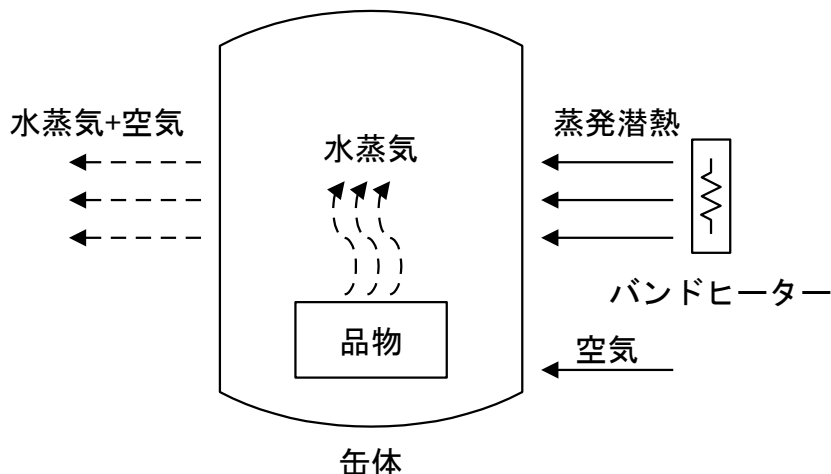 水蒸気+空気
蒸発潜熱
水蒸気
バンドヒーター
品物
空気
缶体